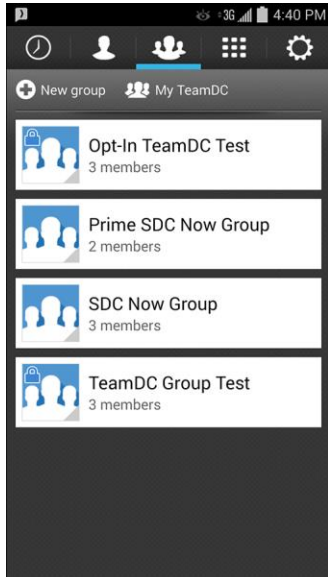 3G 4:40 PM
New group My TeamDC
Opt-In TeamDC Test
3 members
Prime SDC Now Group
2 members
SDC Now Group
3 members
TeamDC Group Test
3 members